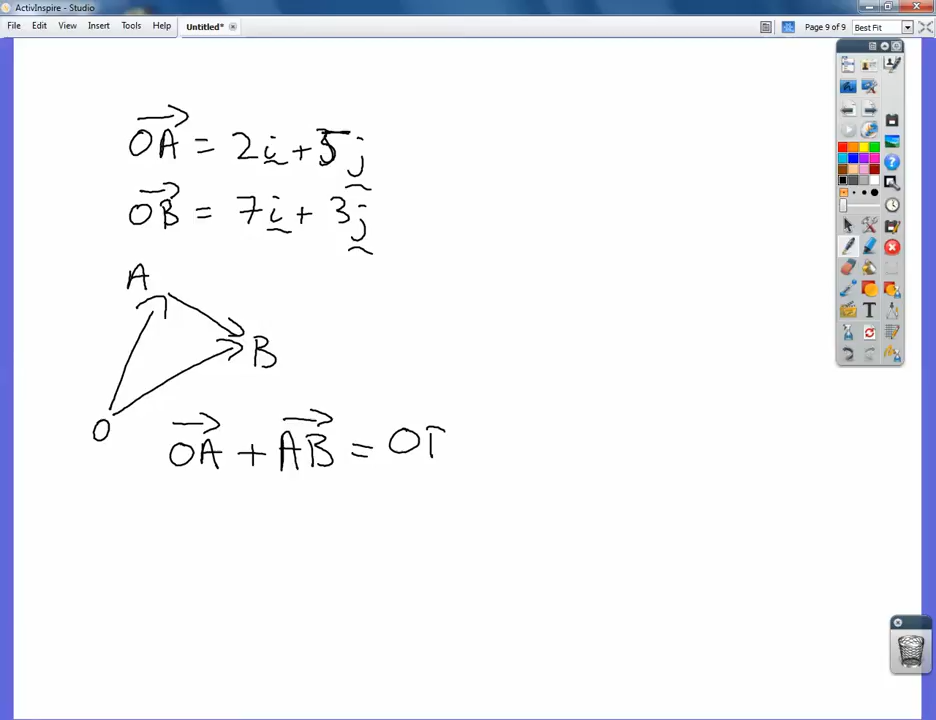 ActivInspire - Studio
File Edit View Insert Tools Help Untitled* Page 9 of 9 Best Fit
OA = 2i + 5j
OB = 7i + 3j
A
B
O
OA + AB = O
T